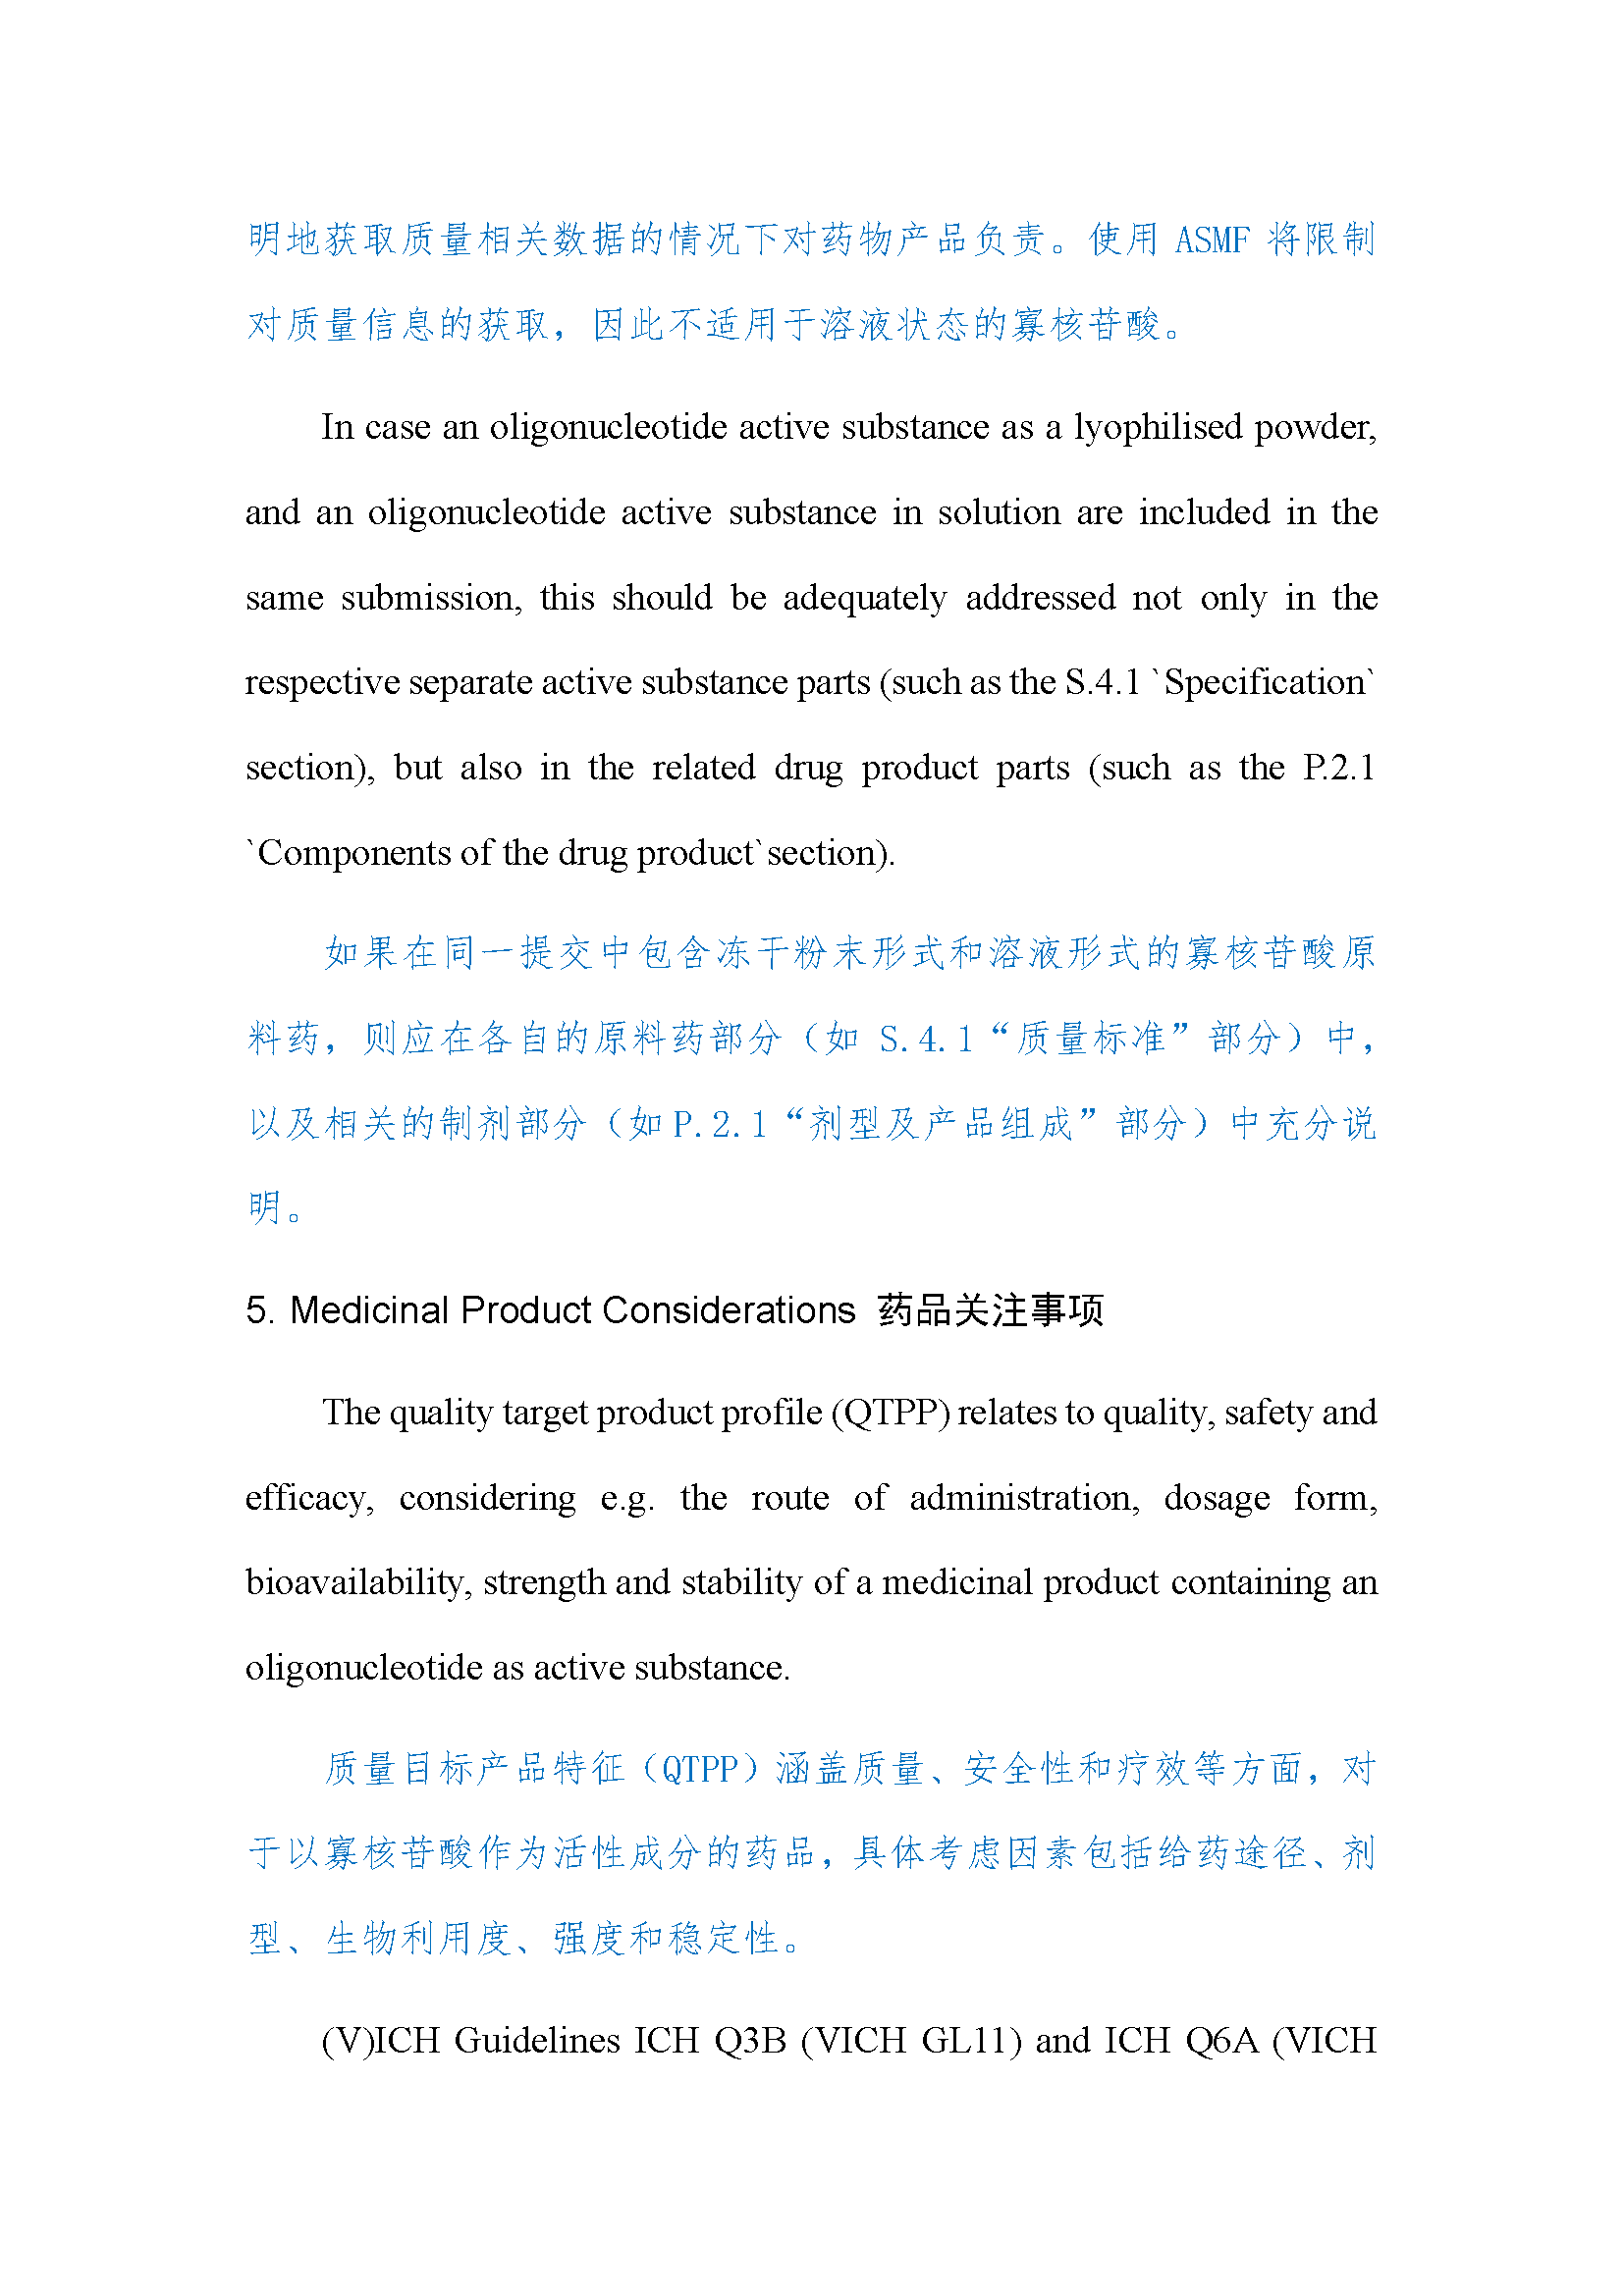 明地获取质量相关数据的情况下对药物产品负责。使用 ASMF 将限制
对质量信息的获取，因此不适用于溶液状态的寡核苷酸。
In case an oligonucleotide active substance as a lyophilised powder,
and an oligonucleotide active substance in solution are included in the
same submission, this should be adequately addressed not only in the
respective separate active substance parts (such as the S.4.1 `Specification`
section), but also in the related drug product parts (such as the P.2.1
`Components of the drug product`section).
如果在同一提交中包含冻干粉末形式和溶液形式的寡核苷酸原
料药，则应在各自的原料药部分（如 S.4.1“质量标准”部分）中，
以及相关的制剂部分（如 P.2.1“剂型及产品组成”部分）中充分说
明。
5. Medicinal Product Considerations 药品关注事项
The quality target product profile (QTPP) relates to quality, safety and
efficacy, considering e.g. the route of administration, dosage form,
bioavailability, strength and stability of a medicinal product containing an
oligonucleotide as active substance.
质量目标产品特征（QTPP）涵盖质量、安全性和疗效等方面，对
于以寡核苷酸作为活性成分的药品，具体考虑因素包括给药途径、剂
型、生物利用度、强度和稳定性。
(V)ICH Guidelines ICH Q3B (VICH GL11) and ICH Q6A (VICH